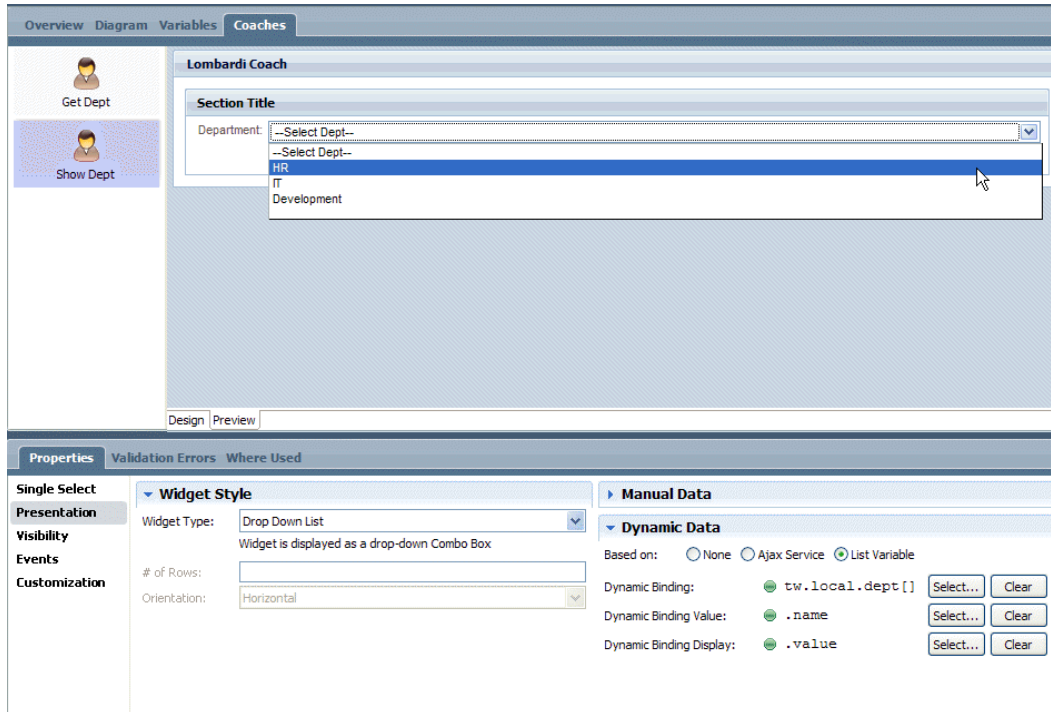 Overview Diagram Variables Coaches
Get Dept
Show Dept
Lombardi Coach
Section Title
Department: --Select Dept--
--Select Dept--
HR
IT
Development
Design Preview
Properties Validation Errors Where Used
Single Select
Presentation
Visibility
Events
Customization
Widget Style
Widget Type: Drop Down List
Widget is displayed as a drop-down Combo Box
# of Rows:
Orientation: Horizontal
Manual Data
Dynamic Data
Based on: None Ajax Service List Variable
Dynamic Binding: tw.local.dept[] Select... Clear
Dynamic Binding Value: .name Select... Clear
Dynamic Binding Display: .value Select... Clear